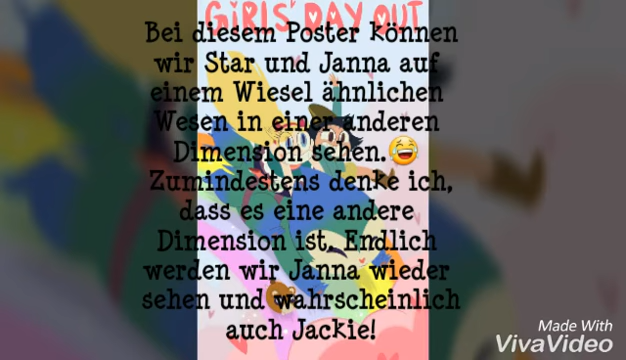 GiRLS' DAY OUT
Bei diesem Poster können
wir Star und Janna auf
einem Wiesel ähnlichen
Wesen in einer anderen
Dimension sehen.😂
Zumindestens denke ich,
dass es eine andere
Dimension ist. Endlich
werden wir Janna wieder
sehen und wahrscheinlich
auch Jackie!
Made With
VivaVideo